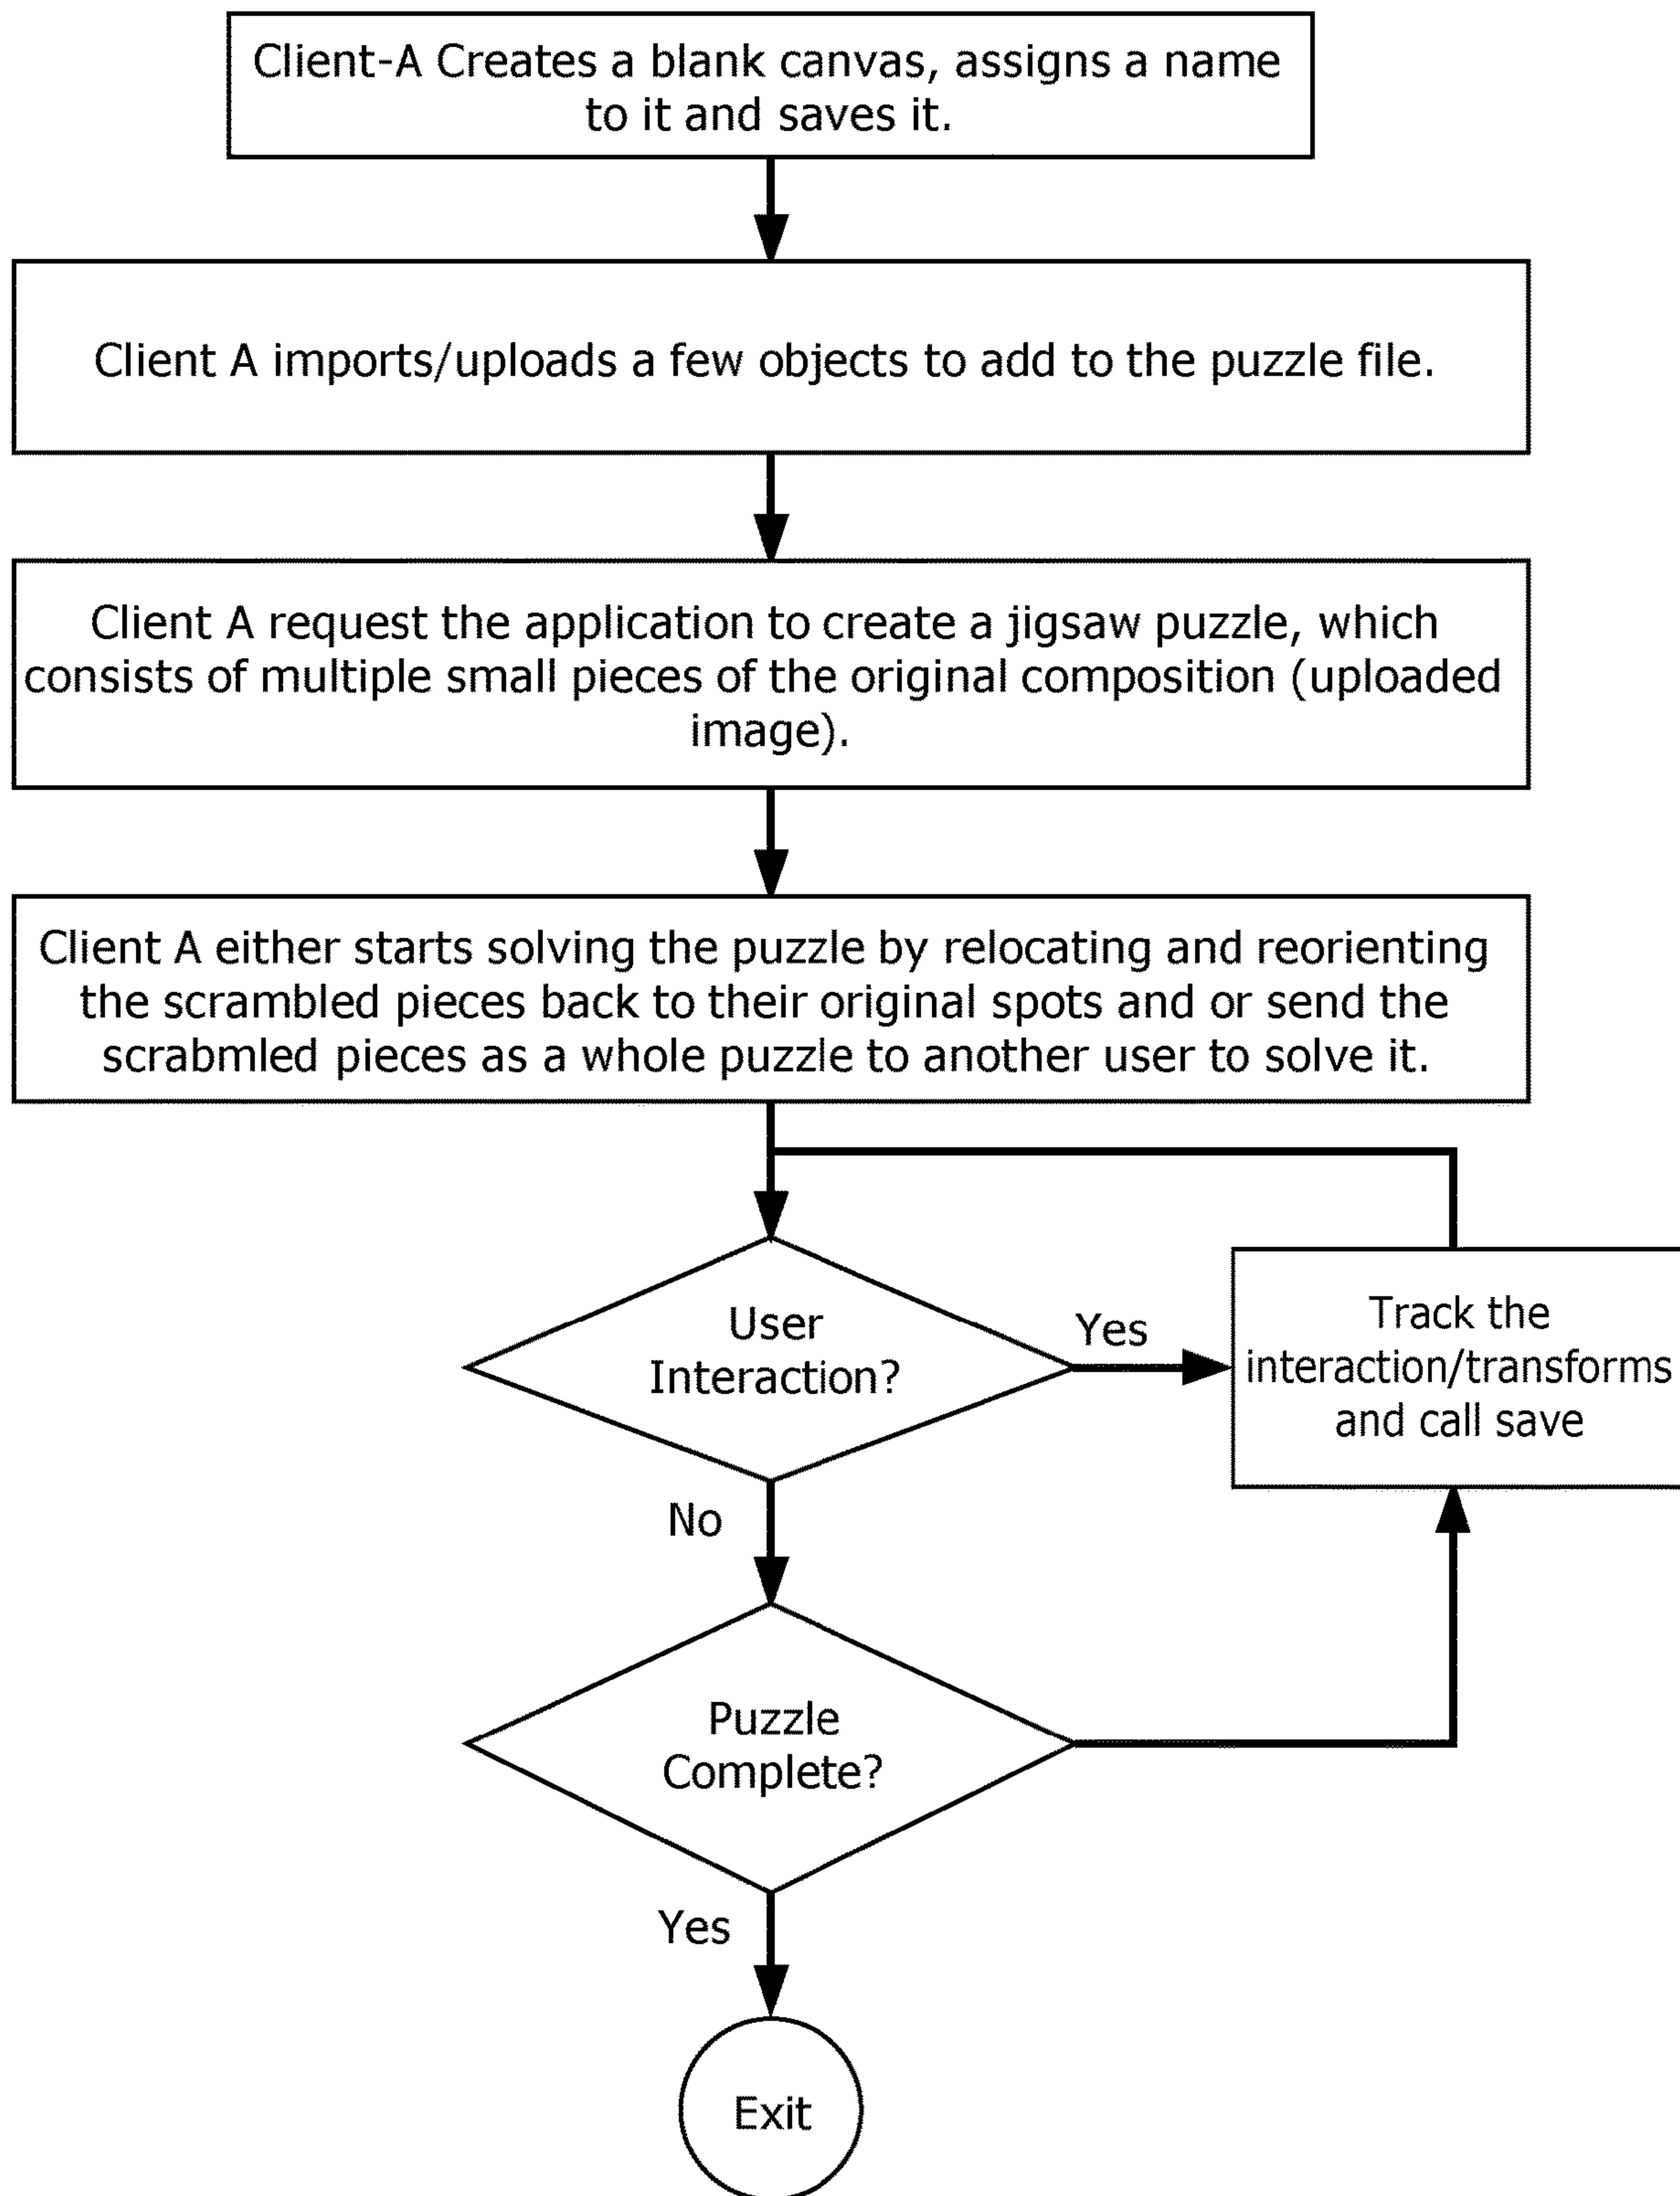 Client-A Creates a blank canvas, assigns a name
to it and saves it.
Client A imports/uploads a few objects to add to the puzzle file.
Client A request the application to create a jigsaw puzzle, which
consists of multiple small pieces of the original composition (uploaded
image).
Client A either starts solving the puzzle by relocating and reorienting
the scrambled pieces back to their original spots and or send the
scrabmled pieces as a whole puzzle to another user to solve it.
User
Interaction?
Yes
Track the
interaction/transforms
and call save
No
Puzzle
Complete?
Yes
Exit